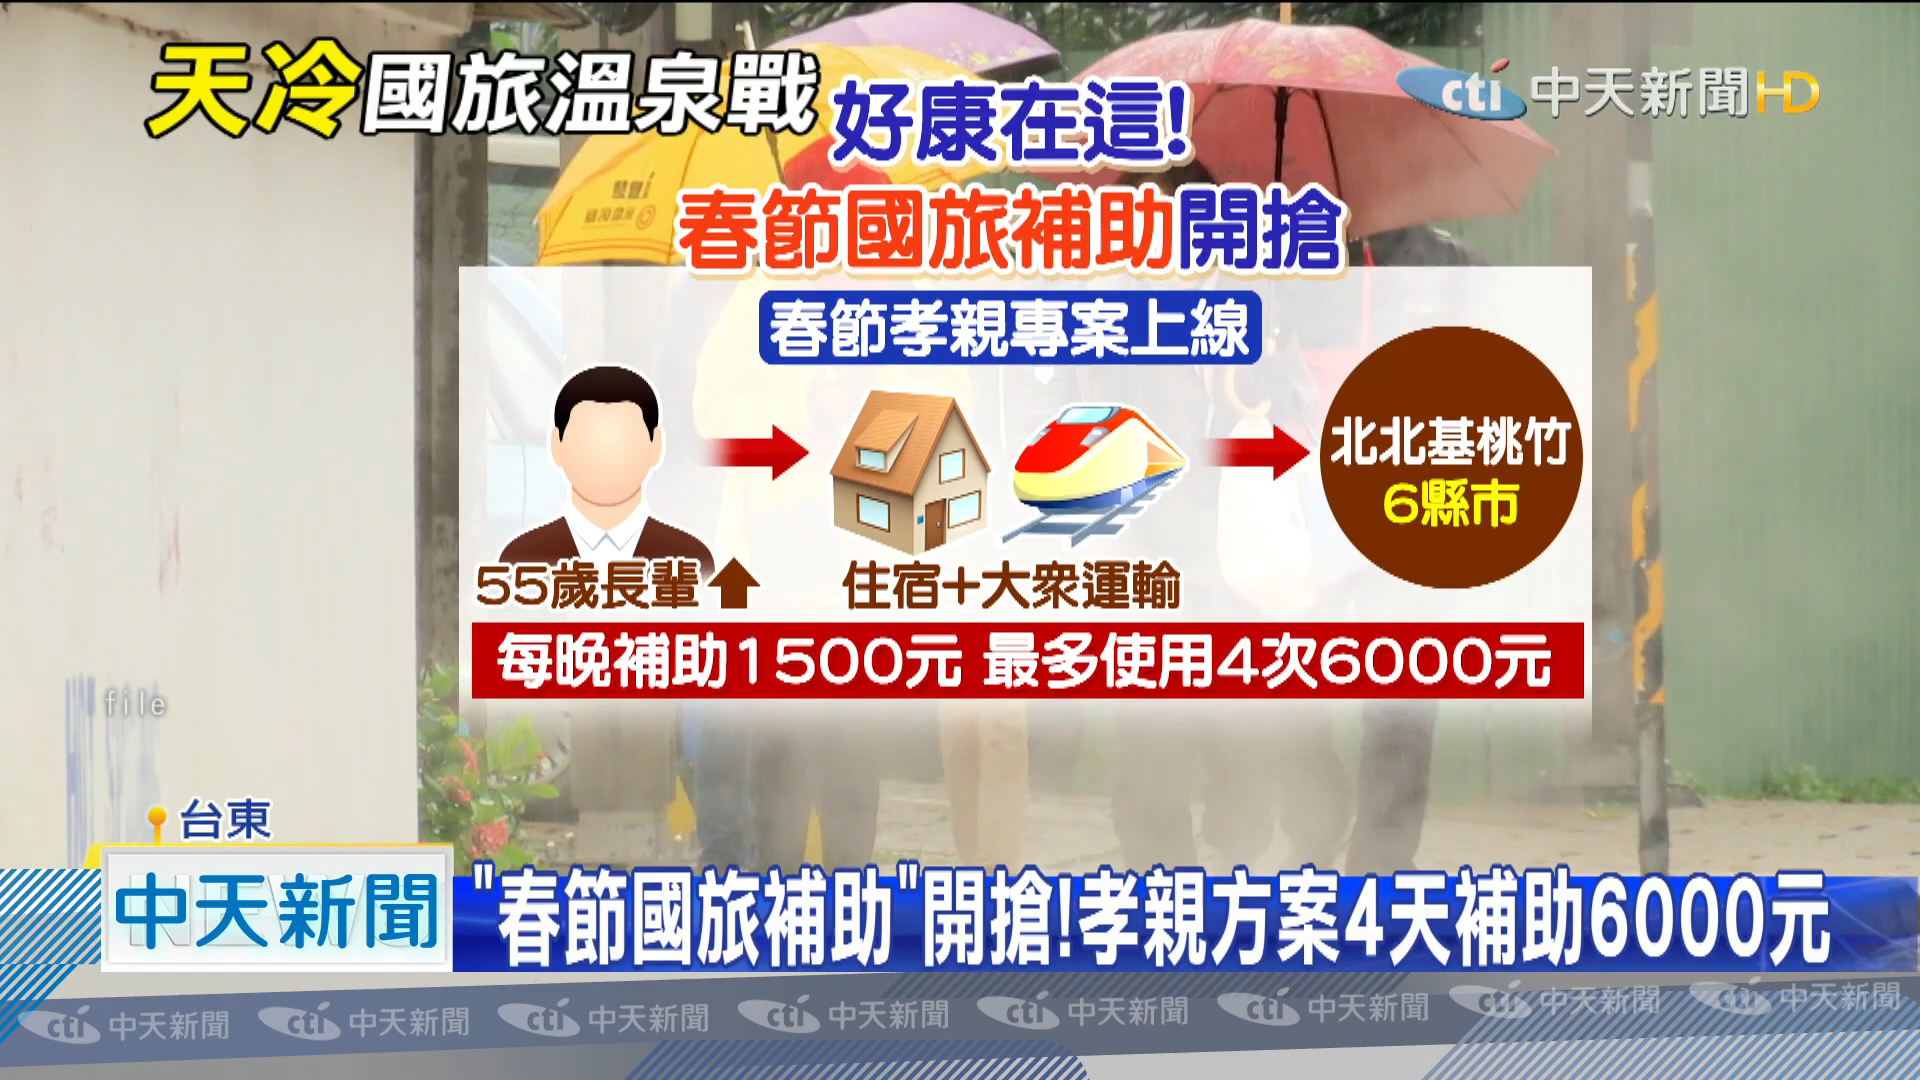 天冷國旅溫泉戰
cti 中天新聞HD
好康在這!
春節國旅補助開搶
春節孝親專案上線
北北基桃竹
6縣市
55歲長輩
住宿+大眾運輸
每晚補助1500元 最多使用4次6000元
file
台東
中天新聞
"春節國旅補助"開搶!孝親方案4天補助6000元
cti 中天新聞 cti 中天新聞 cti 中天新聞 cti 中天新聞 cti 中天新聞 cti 中天新聞 cti 中天新聞 cti 中天新聞